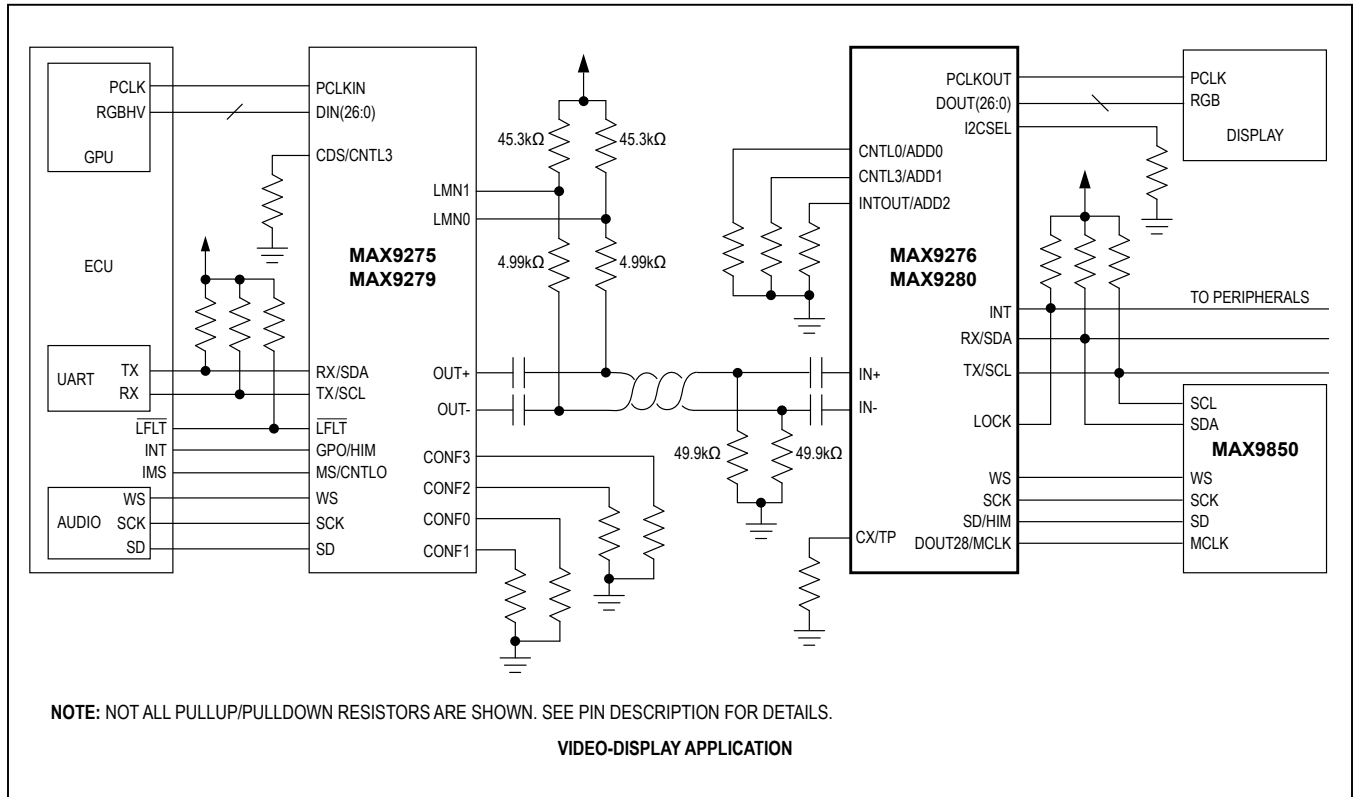 ECU
PCLK
RGBHV
GPU
UART
TX
RX
LFLT
INT
IMS
AUDIO
WS
SCK
SD
PCLKIN
DIN(26:0)
CDS/CNTL3
LMN1
LMN0
MAX9275
MAX9279
RX/SDA
TX/SCL
LFLT
GPO/HIM
MS/CNTLO
WS
SCK
SD
OUT+
OUT-
CONF3
CONF2
CONF0
CONF1
45.3kΩ
45.3kΩ
4.99kΩ
4.99kΩ
49.9kΩ
49.9kΩ
CNTL0/ADD0
CNTL3/ADD1
INTOUT/ADD2
MAX9276
MAX9280
IN+
IN-
CX/TP
PCLKOUT
DOUT(26:0)
I2CSEL
INT
RX/SDA
TX/SCL
LOCK
WS
SCK
SD/HIM
DOUT28/MCLK
PCLK
RGB
DISPLAY
TO PERIPHERALS
SCL
SDA
MAX9850
WS
SCK
SD
MCLK
NOTE: NOT ALL PULLUP/PULLDOWN RESISTORS ARE SHOWN. SEE PIN DESCRIPTION FOR DETAILS.
VIDEO-DISPLAY APPLICATION